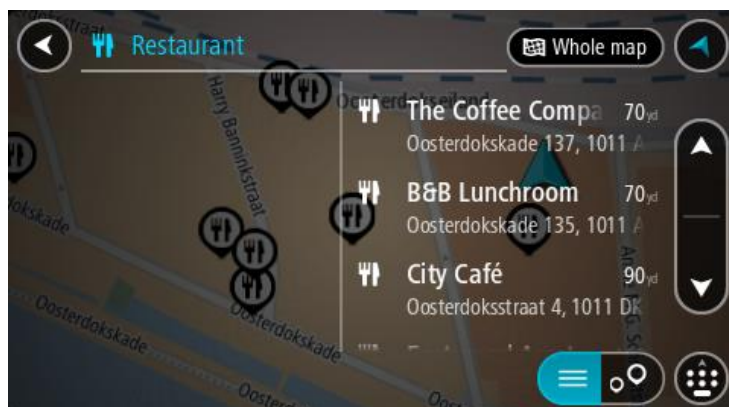 Restaurant
Whole map
Harry Banninkstraat
Oosterdokseiland
The Coffee Compa 70yd
Oosterdokskade 137, 1011 A
B&B Lunchroom 70yd
Oosterdokskade 135, 1011 A
City Café 90yd
Oosterdoksstraat 4, 1011 DK
Oosterdokskade
Oosterdokskade